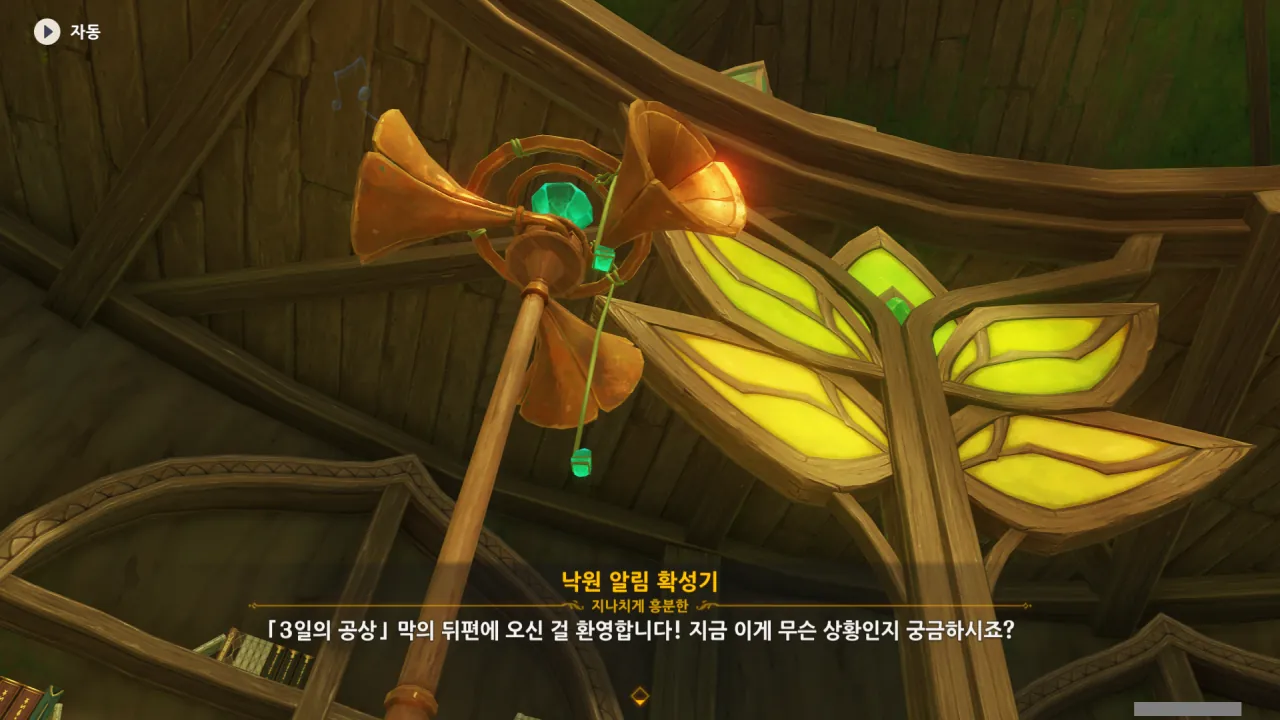 자동
낙원 알림 확성기
지나치게 흥분한
「3일의 공상」 막의 뒤편에 오신 걸 환영합니다! 지금 이게 무슨 상황인지 궁금하시죠?